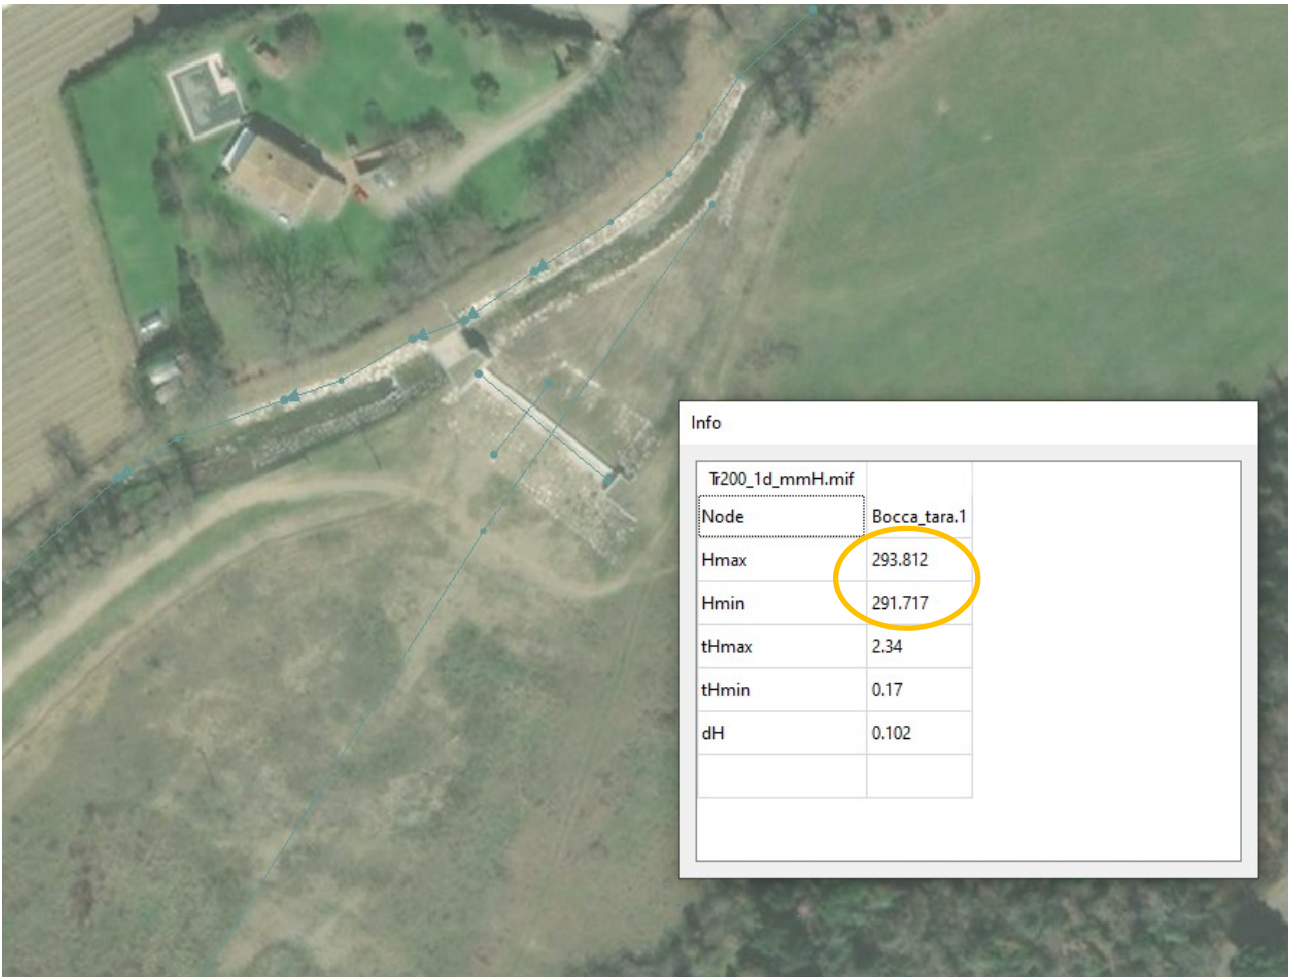 Info
Tr200_1d_mmH.mif
Node Bocca_tara.1
Hmax 293.812
Hmin 291.717
tHmax 2.34
tHmin 0.17
dH 0.102